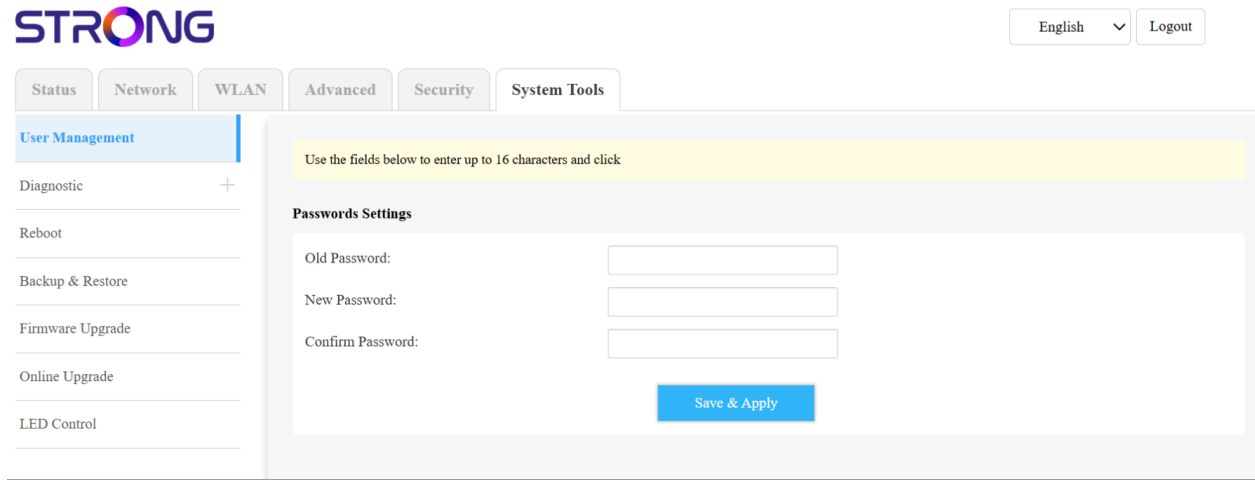 STRONG
English
Logout
Status Network WLAN Advanced Security System Tools
User Management
Diagnostic
Reboot
Backup & Restore
Firmware Upgrade
Online Upgrade
LED Control
Use the fields below to enter up to 16 characters and click
Passwords Settings
Old Password:
New Password:
Confirm Password:
Save & Apply